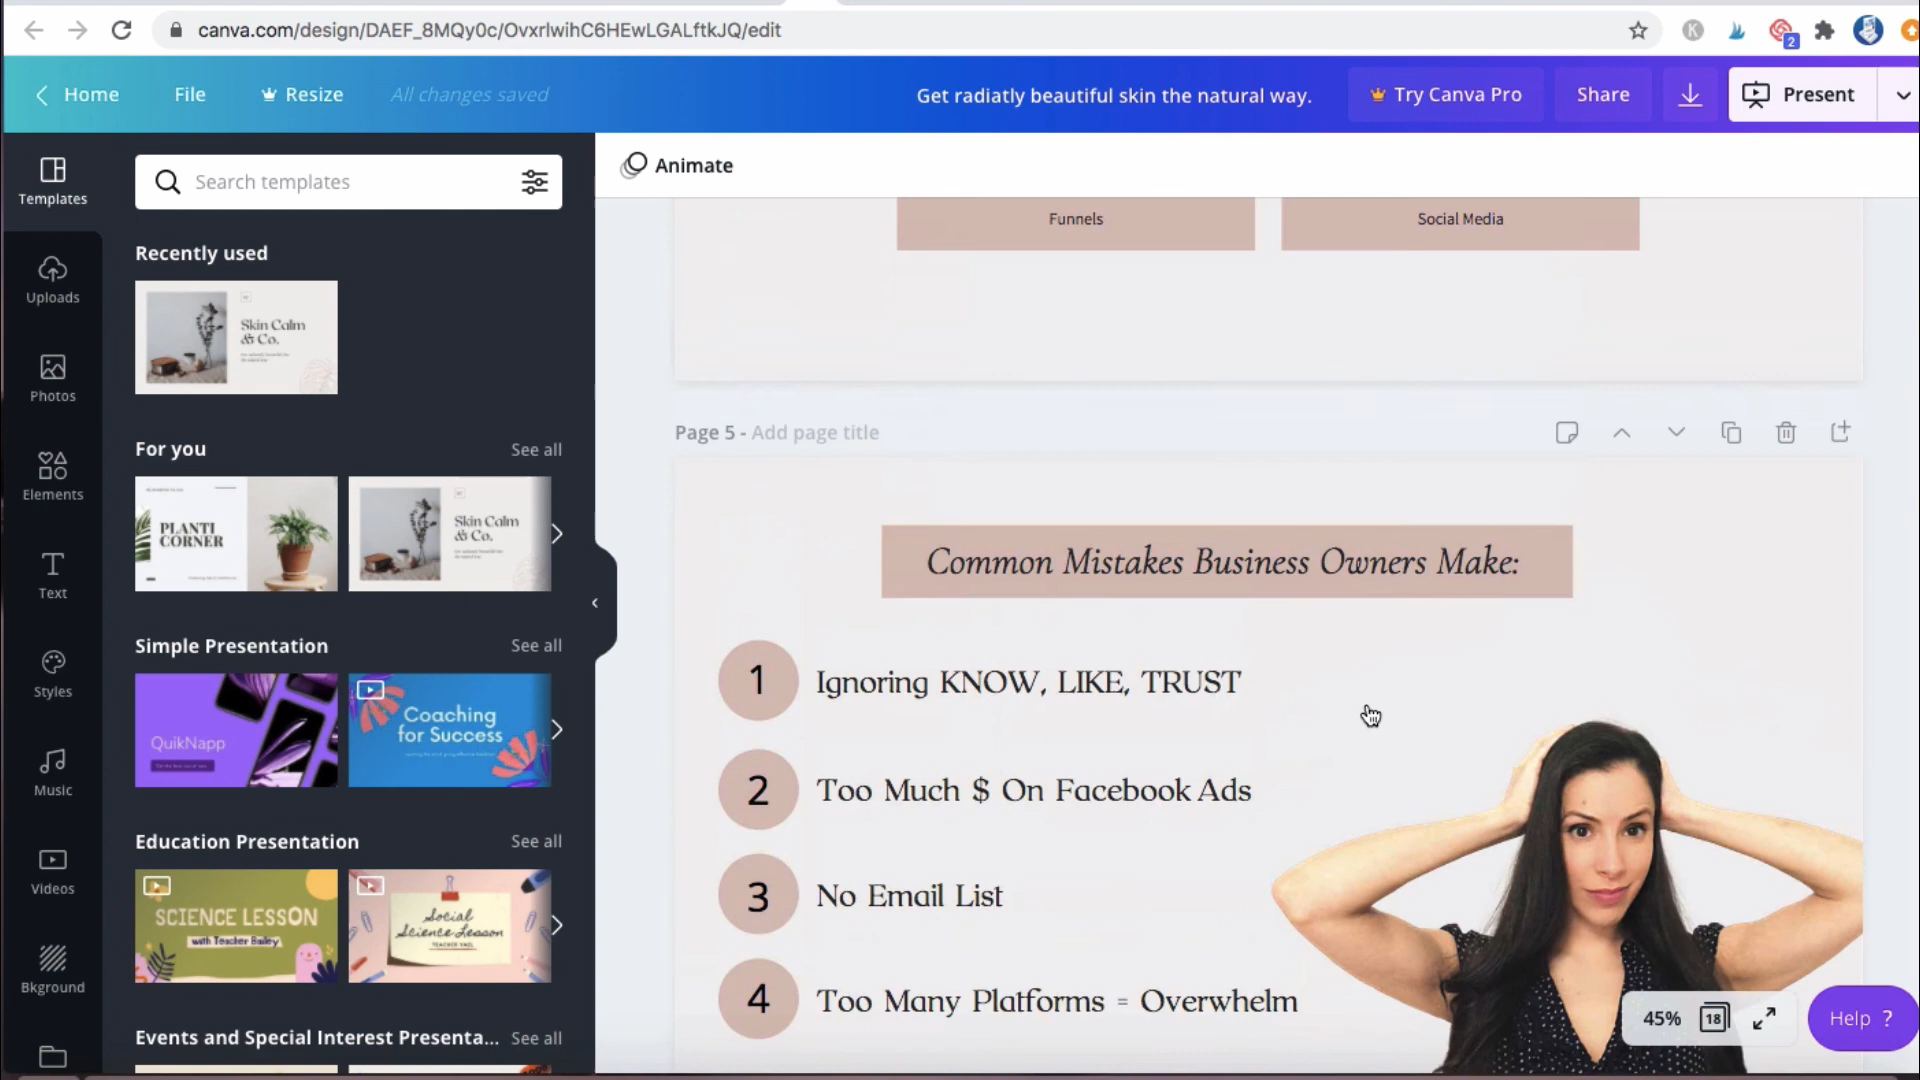 canva.com/design/DAEF_8MQy0c/OvxrlwihC6HEwLGALftkJQ/edit
K
2
Home
File
Resize
All changes saved
Get radiatly beautiful skin the natural way.
Try Canva Pro
Share
Present
Templates
Uploads
Photos
Elements
Text
Styles
Music
Videos
Bkground
Search templates
Recently used
Skin Calm
& Co.
For you
See all
PLANTI
CORNER
Skin Calm
& Co.
Simple Presentation
See all
QuikNapp
Coaching
for Success
Education Presentation
See all
SCIENCE LESSON
with Teacher Bailey
Social
Science Lesson
Events and Special Interest Presenta...
See all
Animate
Funnels
Social Media
Page 5 - Add page title
Common Mistakes Business Owners Make:
1 Ignoring KNOW, LIKE, TRUST
2 Too Much $ On Facebook Ads
3 No Email List
4 Too Many Platforms = Overwhelm
45%
18
Help ?